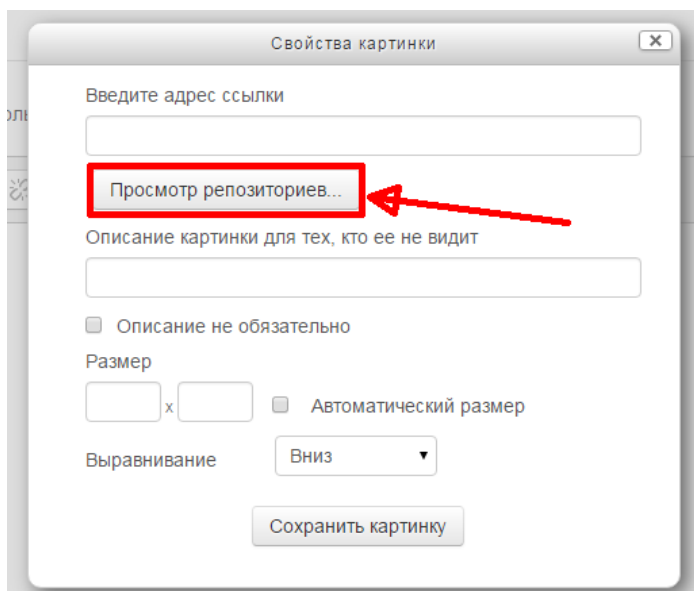 Свойства картинки
Введите адрес ссылки
Просмотр репозиториев...
Описание картинки для тех, кто ее не видит
Описание не обязательно
Размер
x
Автоматический размер
Выравнивание
Вниз
Сохранить картинку